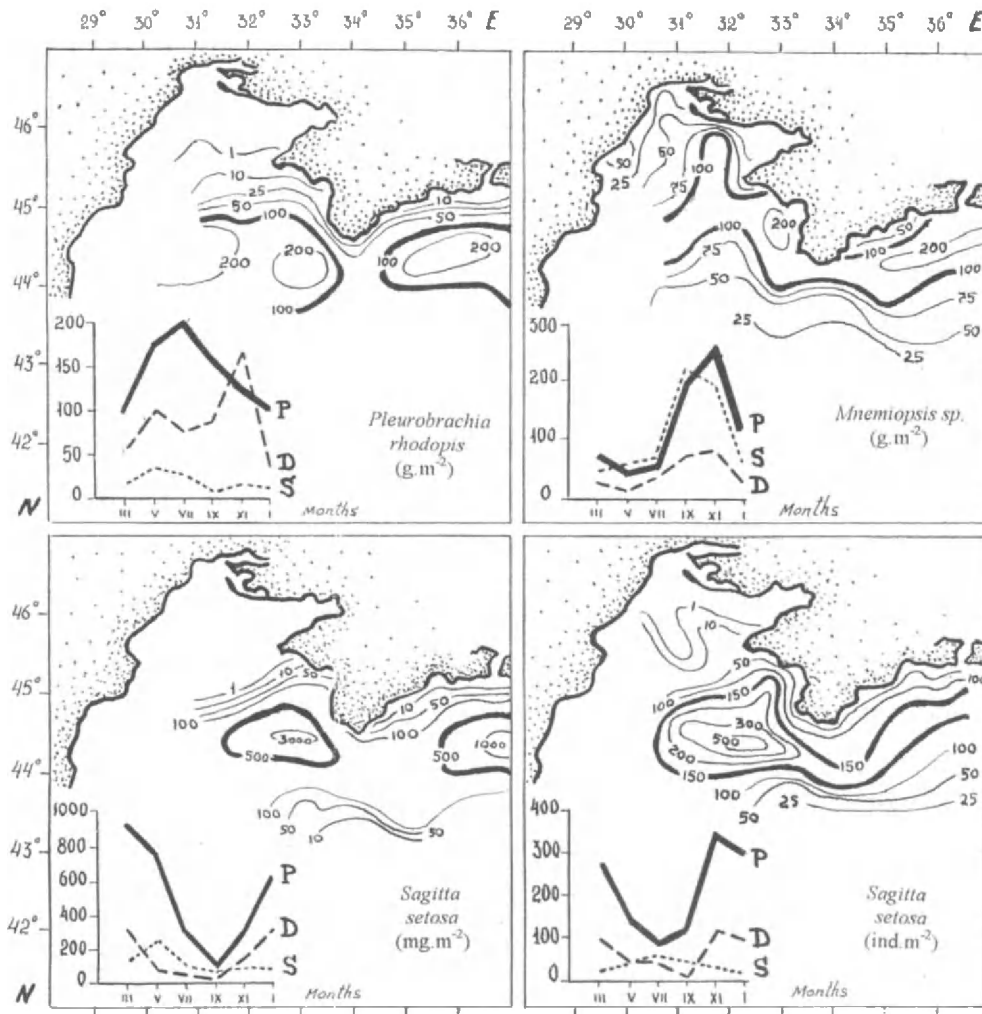 29° 30° 31° 32° 33° 34° 35° 36° E
29° 30° 31° 32° 33° 34° 35° 36° E
46°
45°
44°
43°
42°
N
1
10
25
50
100
200
200
100
10
50
100
200
200
150
100
50
0
P
D
S
III V VII IX XI I
Months
Pleurobrachia
rhodopis
(g.m⁻²)
50
25
50
75
100
200
100
75
50
25
50
100
200
100
75
50
25
300
200
100
0
P
S
D
III V VII IX XI I
Months
Mnemiopsis sp.
(g.m⁻²)
46°
45°
44°
43°
42°
N
1
10
50
100
3000
500
10
50
100
500
1000
100
50
10
50
1000
800
600
400
200
0
P
D
S
III V VII IX XI I
Months
Sagitta
setosa
(mg.m⁻²)
1
10
50
100
150
300
500
200
150
100
50
25
150
100
100
50
25
400
300
200
100
0
P
D
S
III V VII IX XI I
Months
Sagitta
setosa
(ind.m⁻²)